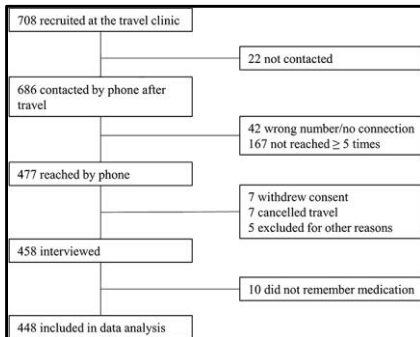 708 recruited at the travel clinic
22 not contacted
686 contacted by phone after
travel
42 wrong number/no connection
167 not reached ≥ 5 times
477 reached by phone
7 withdrew consent
7 cancelled travel
5 excluded for other reasons
458 interviewed
10 did not remember medication
448 included in data analysis